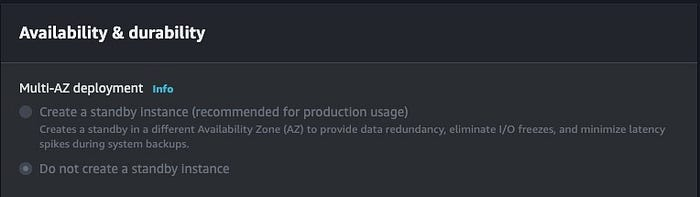 Availability & durability
Multi-AZ deployment Info
Create a standby instance (recommended for production usage)
Creates a standby in a different Availability Zone (AZ) to provide data redundancy, eliminate I/O freezes, and minimize latency
spikes during system backups.
Do not create a standby instance